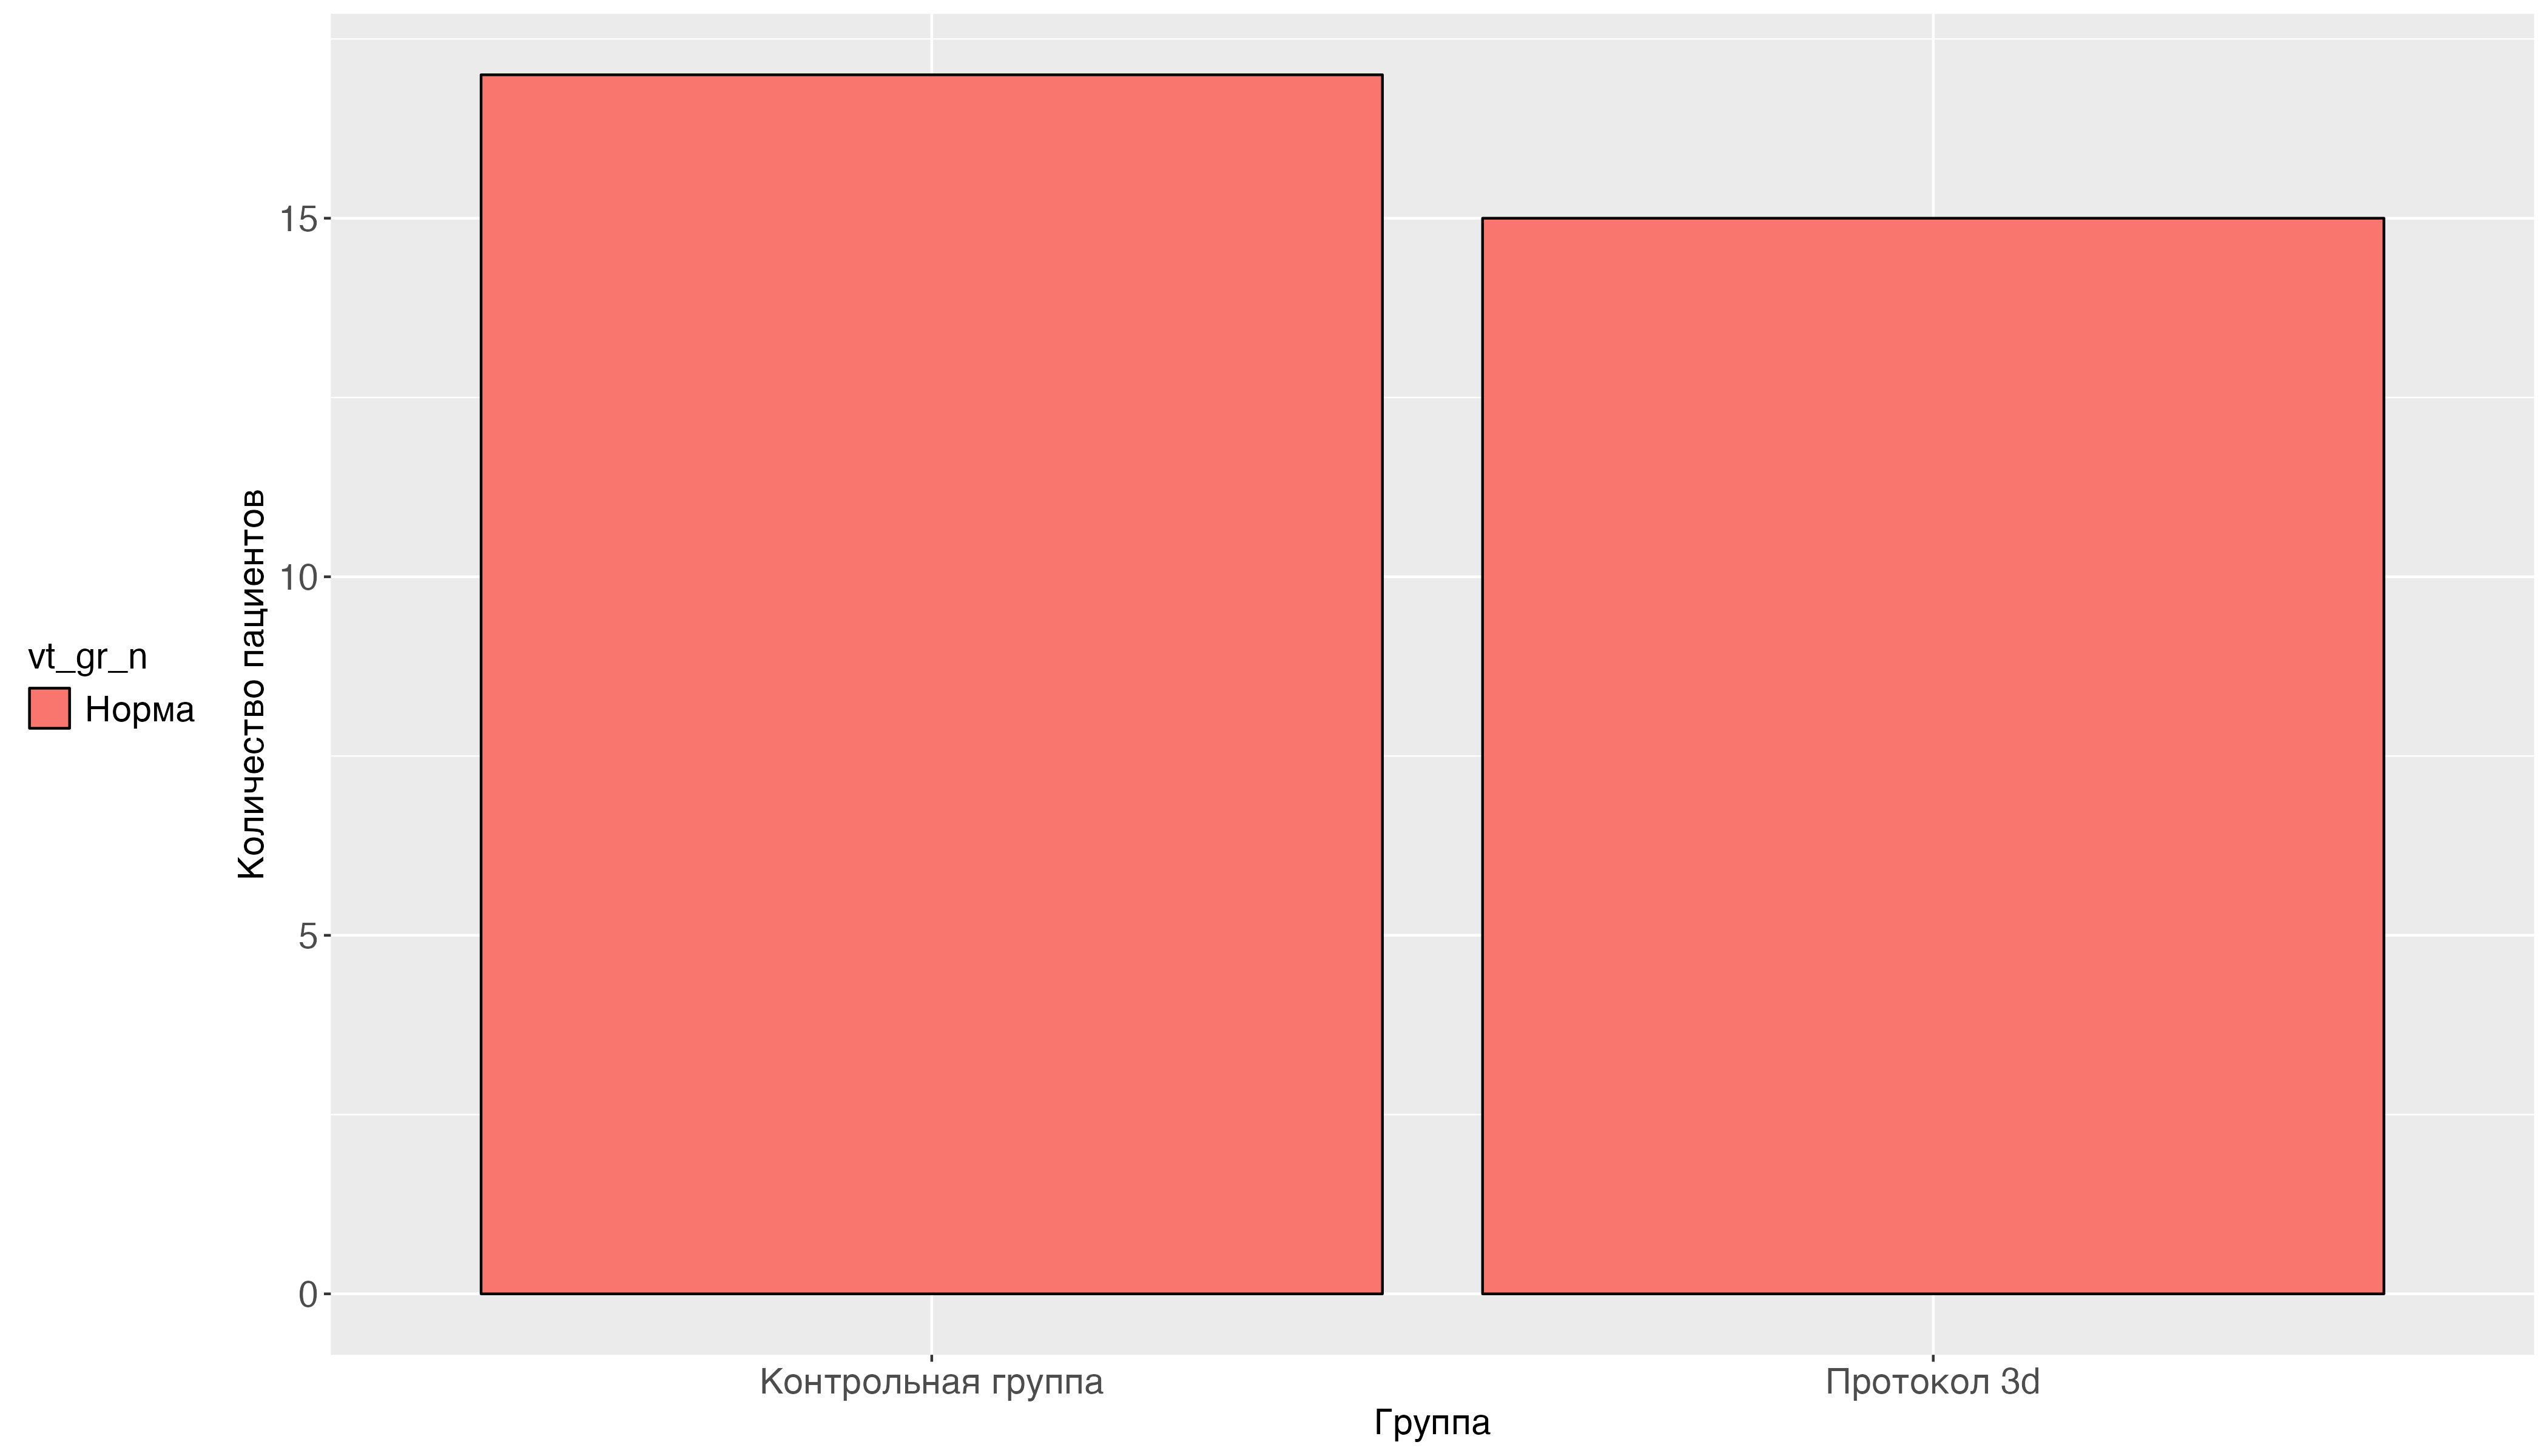 vt_gr_n
Норма
Количество пациентов
15
10
5
0
Контрольная группа
Протокол 3d
Группа